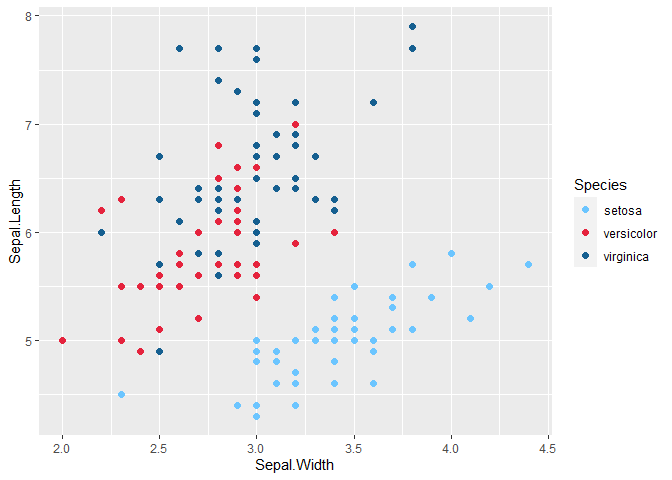 8
7
6
5
Sepal.Length
2.0 2.5 3.0 3.5 4.0 4.5
Sepal.Width
Species
setosa
versicolor
virginica